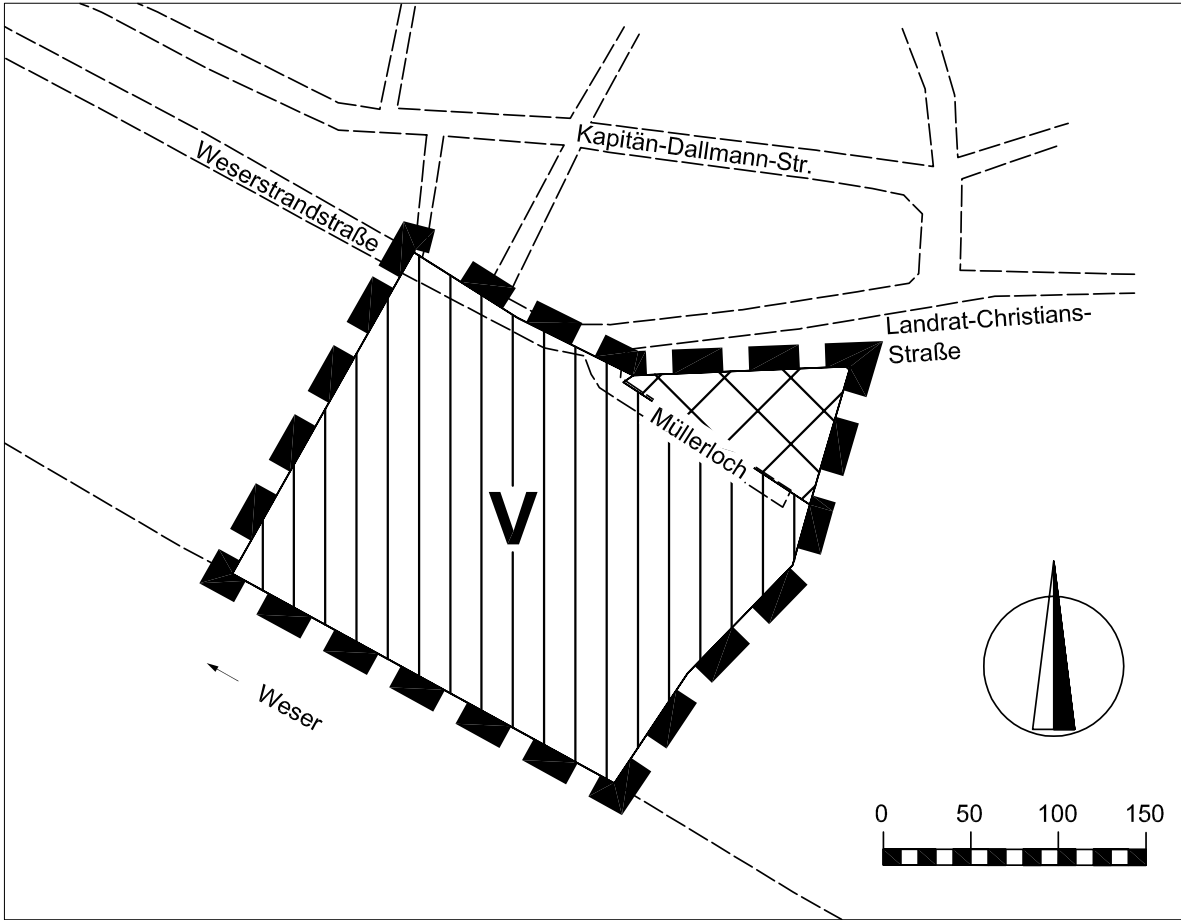 Kapitän-Dallmann-Str.
Weserstrandstraße
Landrat-Christians-
Straße
Müllerloch
V
Weser
0 50 100 150